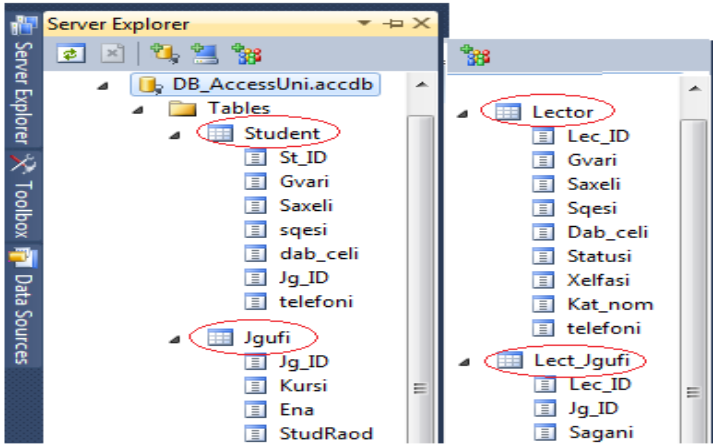 Server Explorer
DB_AccessUni.accdb
Tables
Student
St_ID
Gvari
Saxeli
sqesi
dab_celi
Jg_ID
telefoni
Jgufi
Jg_ID
Kursi
Ena
StudRaod
Lector
Lec_ID
Gvari
Saxeli
Sqesi
Dab_celi
Statusi
Xelfasi
Kat_nom
telefoni
Lect_Jgufi
Lec_ID
Jg_ID
Sagani
Server Explorer
Toolbox
Data Sources